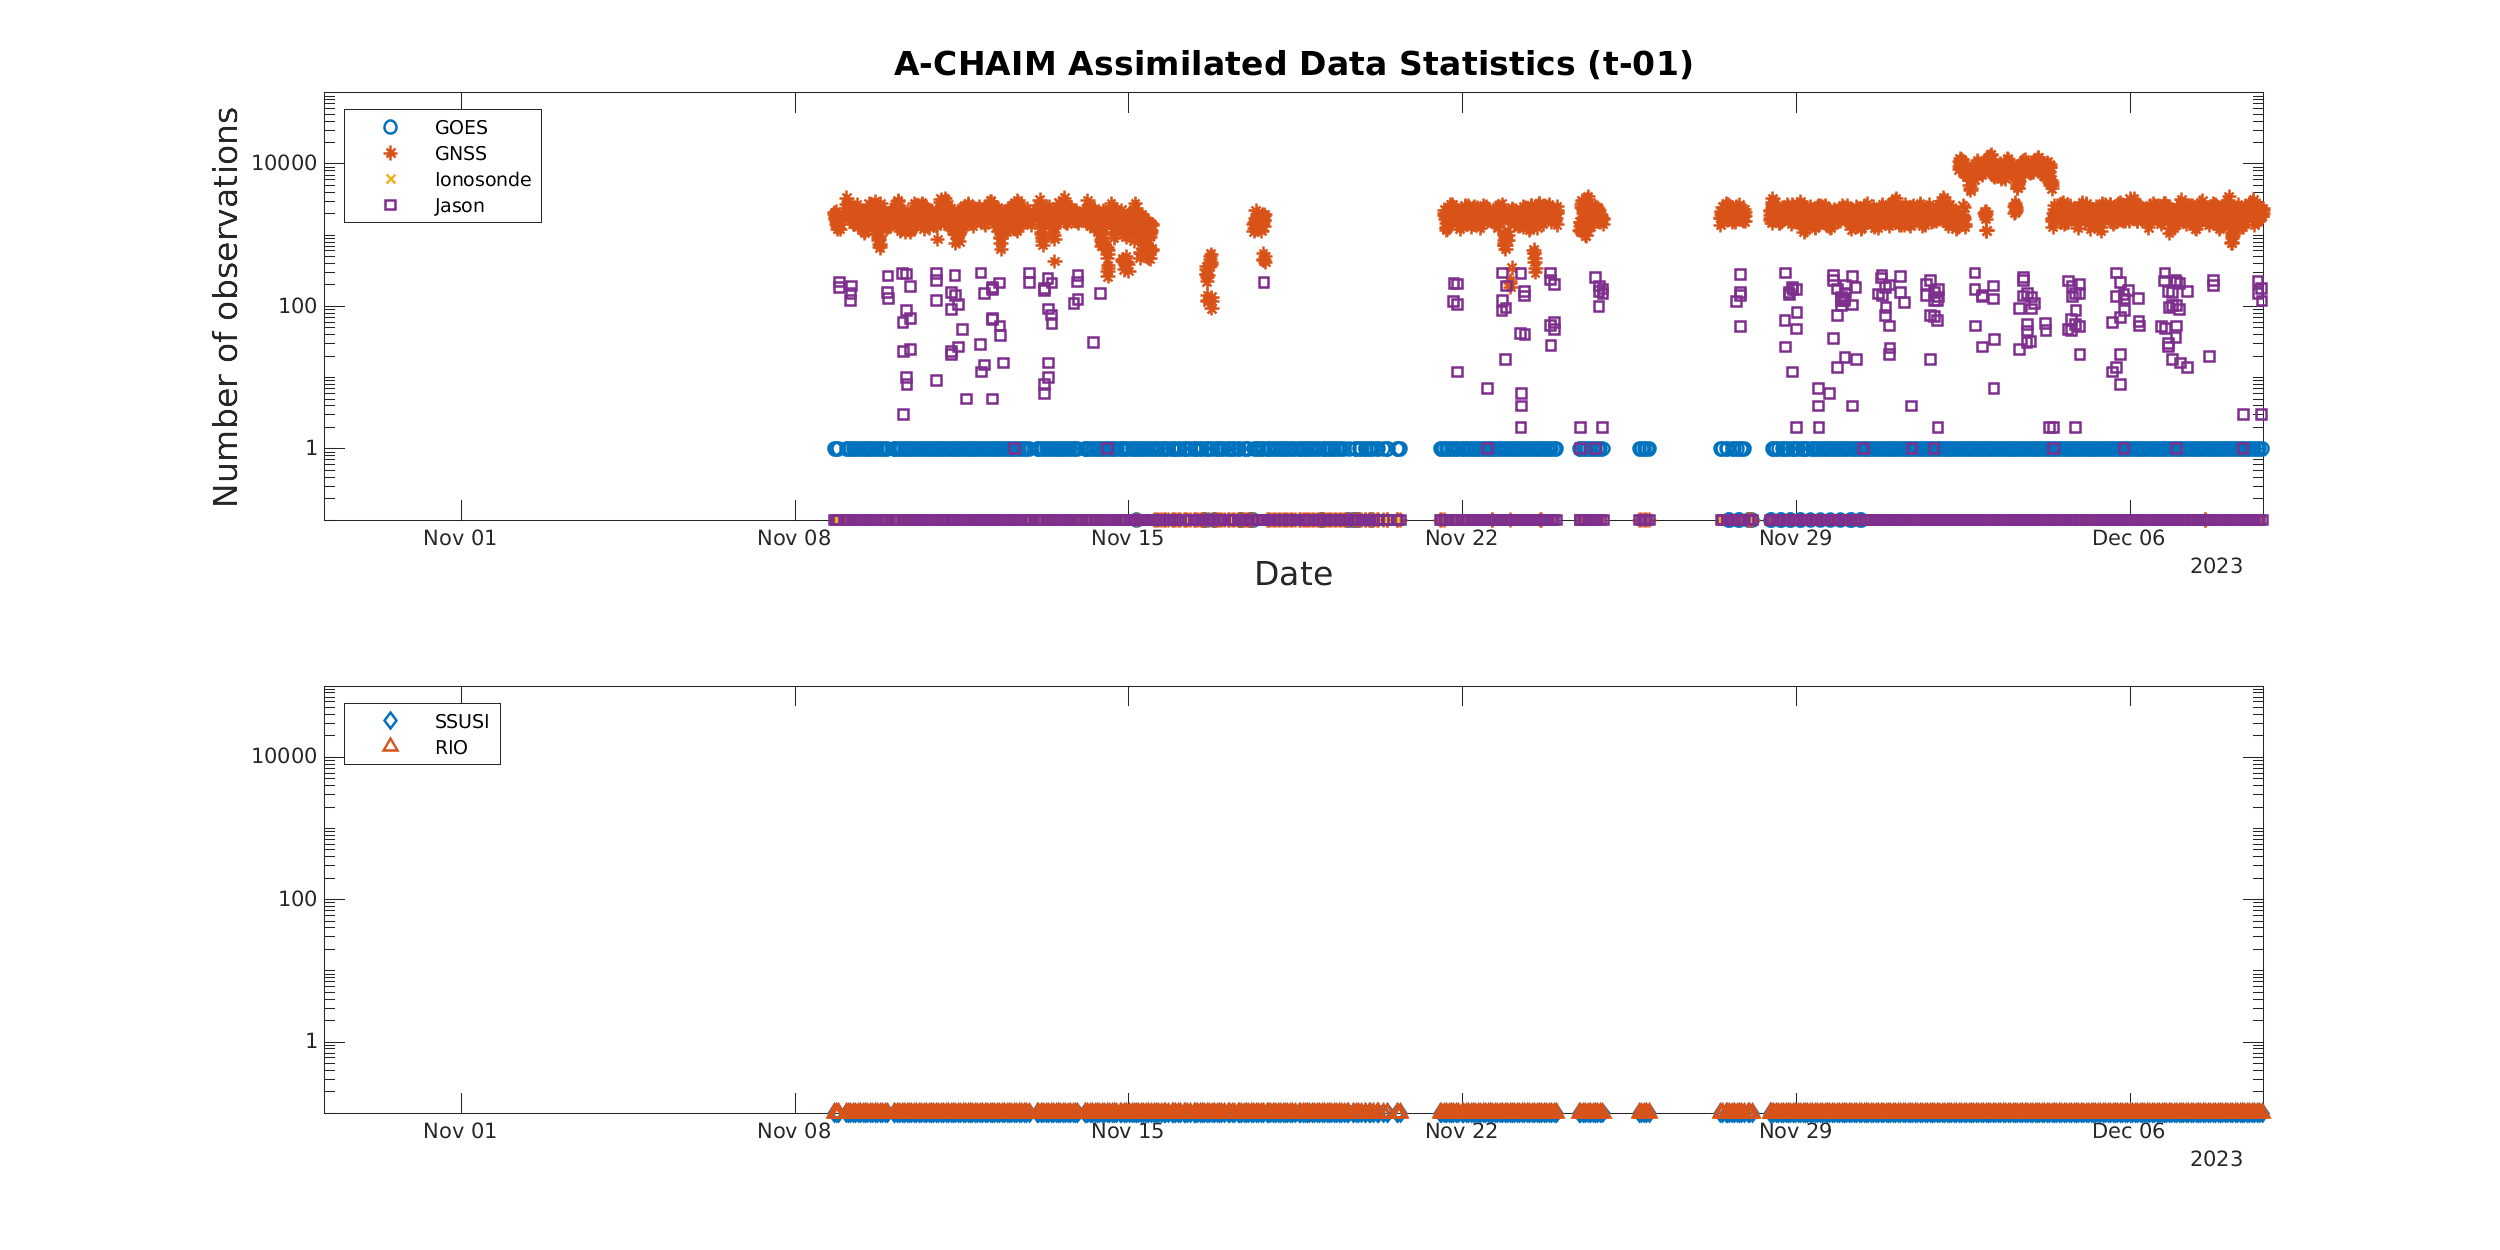 A-CHAIM Assimilated Data Statistics (t-01)
Number of observations
10000
100
1
GOES
GNSS
Ionosonde
Jason
Nov 01 Nov 08 Nov 15 Nov 22 Nov 29 Dec 06
2023
Date
10000
100
1
SSUSI
RIO
Nov 01 Nov 08 Nov 15 Nov 22 Nov 29 Dec 06
2023